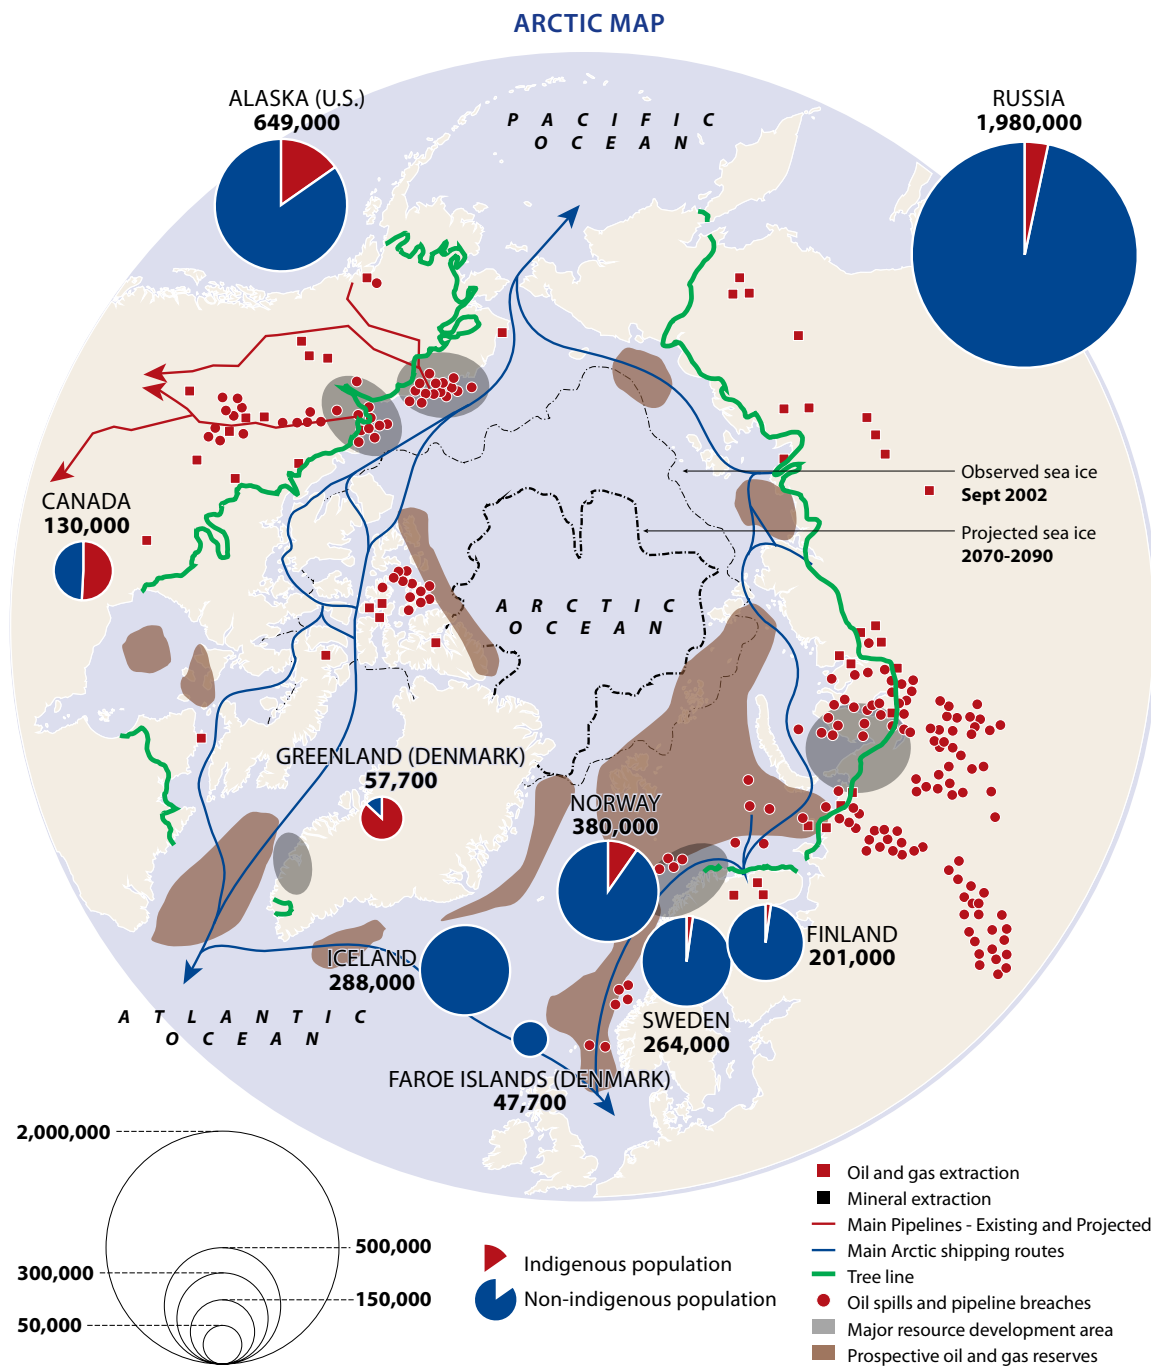 ARCTIC MAP
ALASKA (U.S.)
649,000
P A C I F I C
O C E A N
RUSSIA
1,980,000
Observed sea ice
Sept 2002
CANADA
130,000
Projected sea ice
2070-2090
A R C T I C
O C E A N
GREENLAND (DENMARK)
57,700
NORWAY
380,000
FINLAND
201,000
ICELAND
288,000
SWEDEN
264,000
A T L A N T I C
O C E A N
FAROE ISLANDS (DENMARK)
47,700
2,000,000
500,000
300,000
150,000
50,000
Indigenous population
Non-indigenous population
Oil and gas extraction
Mineral extraction
Main Pipelines - Existing and Projected
Main Arctic shipping routes
Tree line
Oil spills and pipeline breaches
Major resource development area
Prospective oil and gas reserves